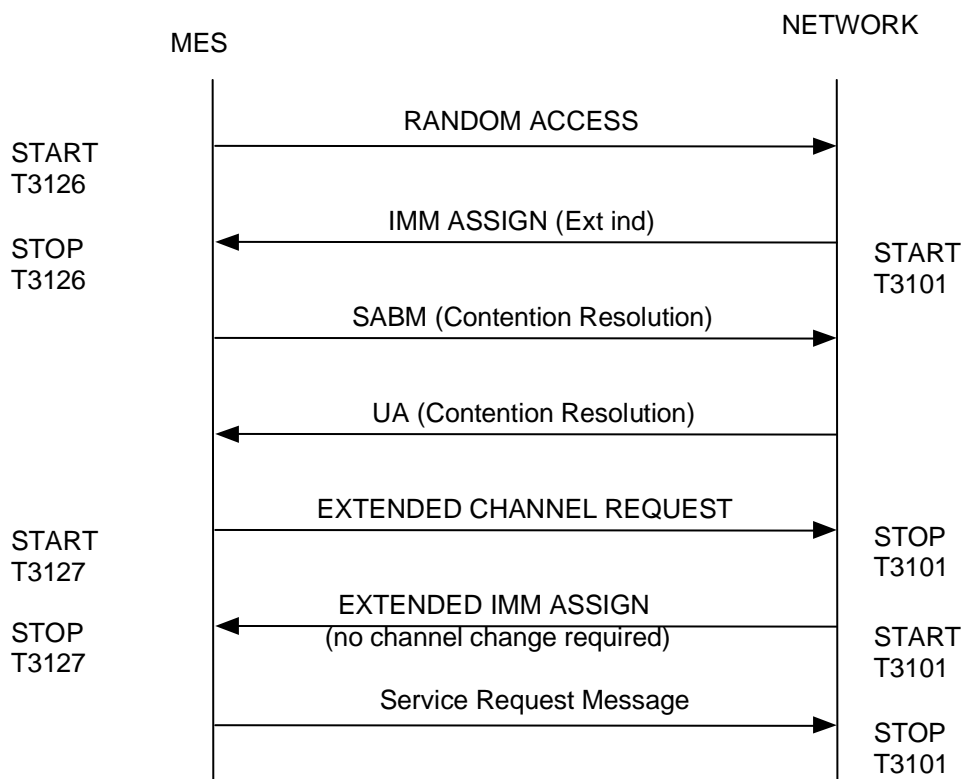 MES
NETWORK
RANDOM ACCESS
START
T3126
IMM ASSIGN (Ext ind)
STOP
T3126
START
T3101
SABM (Contention Resolution)
UA (Contention Resolution)
EXTENDED CHANNEL REQUEST
START
T3127
STOP
T3101
EXTENDED IMM ASSIGN
(no channel change required)
STOP
T3127
START
T3101
Service Request Message
STOP
T3101